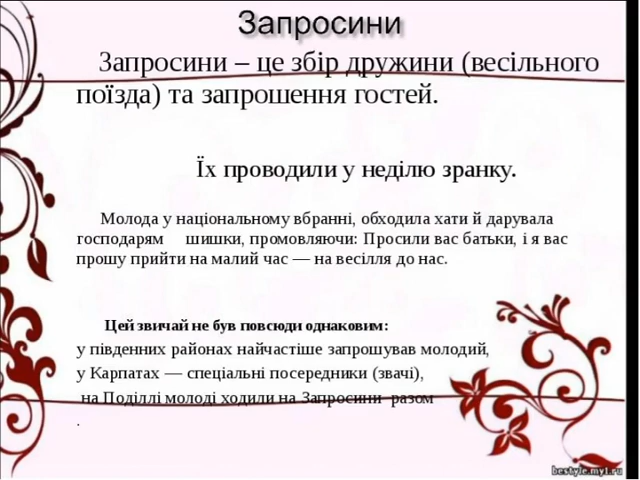 Запросини
Запросини – це збір дружини (весільного
поїзда) та запрошення гостей.
Їх проводили у неділю зранку.
Молода у національному вбранні, обходила хати й дарувала
господарям шишки, промовляючи: Просили вас батьки, і я вас
прошу прийти на малий час — на весілля до нас.
Цей звичай не був повсюди однаковим:
у південних районах найчастіше запрошував молодий,
у Карпатах — спеціальні посередники (звачі),
на Поділлі молоді ходили на Запросини разом
.
bestyle.my1.ru